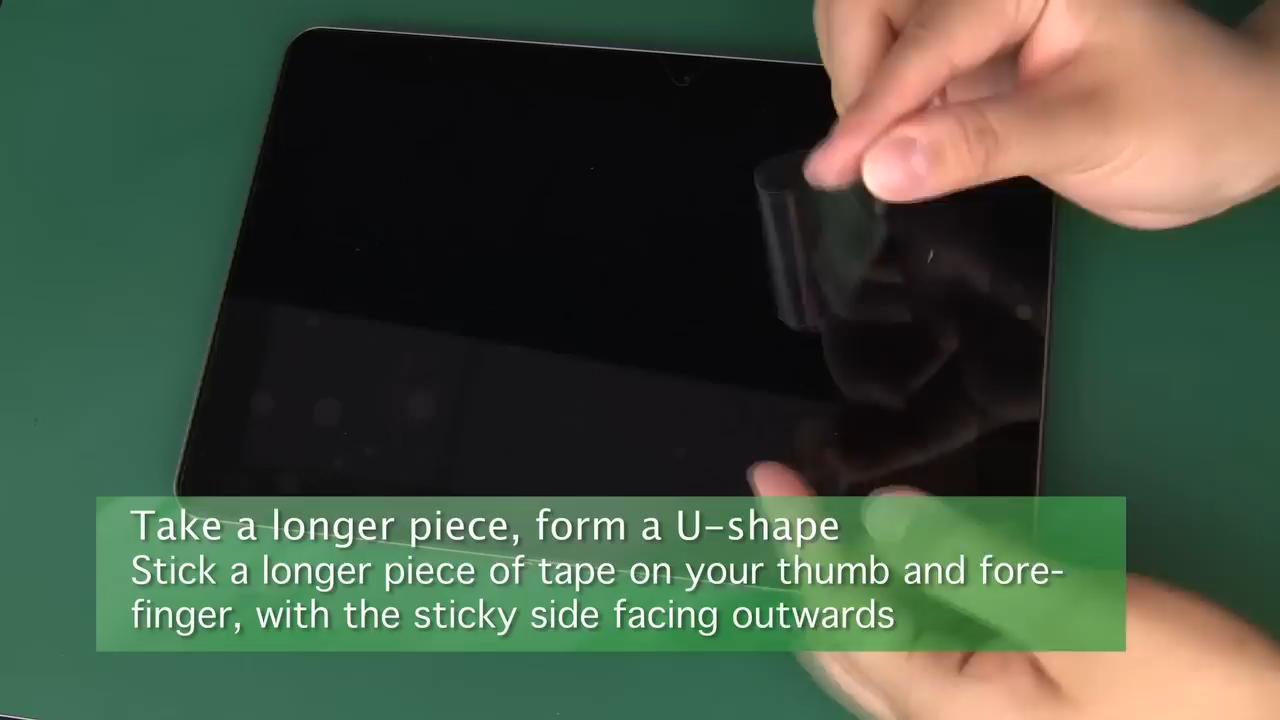 Take a longer piece, form a U-shape
Stick a longer piece of tape on your thumb and fore-
finger, with the sticky side facing outwards